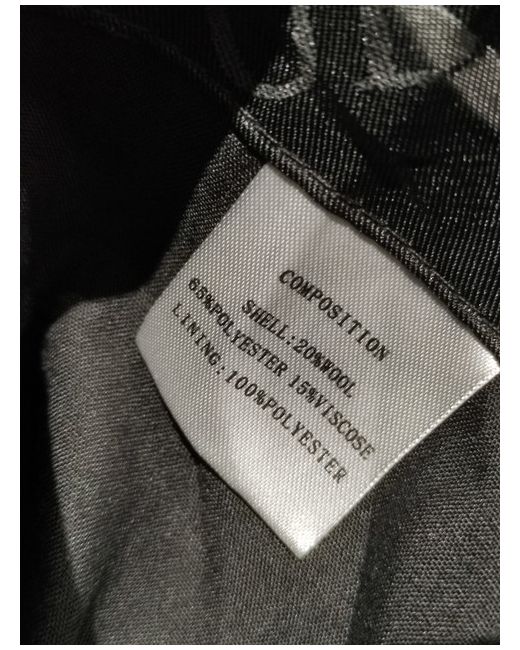 COMPOSITION
SHELL:20%WOOL
65%POLYESTER 15%VISCOSE
LINING:100%POLYESTER